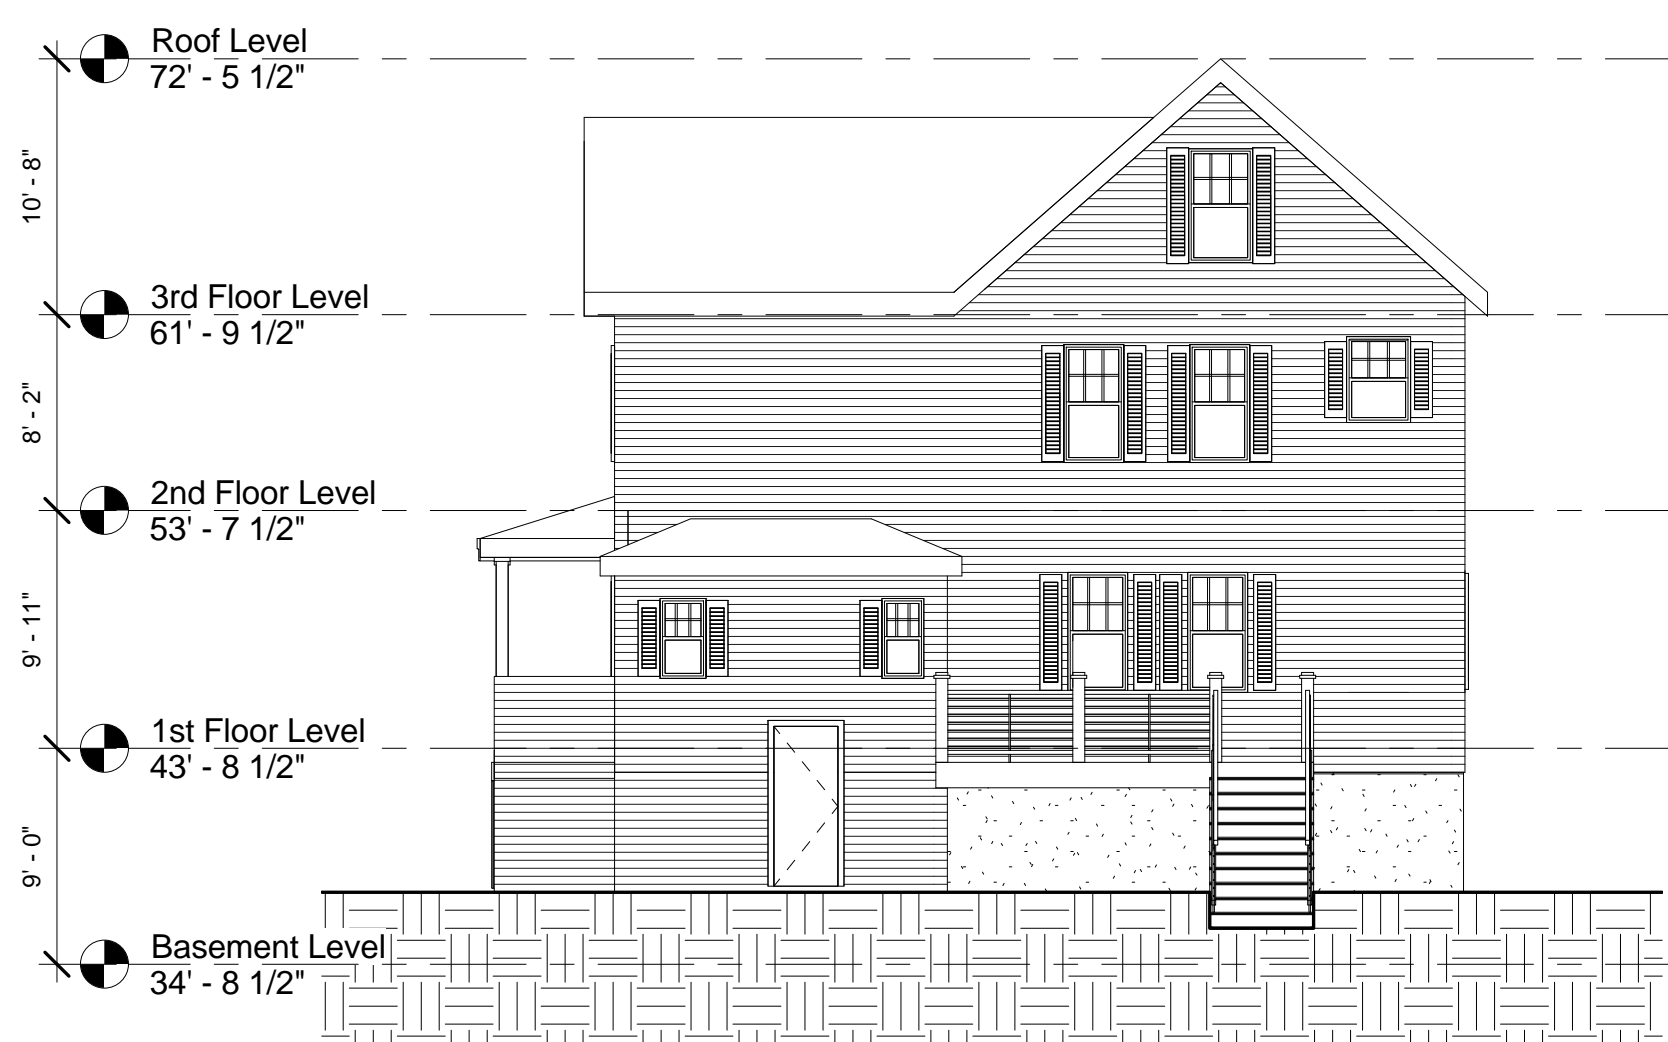 Roof Level
72' - 5 1/2"
10' - 8"
3rd Floor Level
61' - 9 1/2"
8' - 2"
2nd Floor Level
53' - 7 1/2"
9' - 11"
1st Floor Level
43' - 8 1/2"
9' - 0"
Basement Level
34' - 8 1/2"